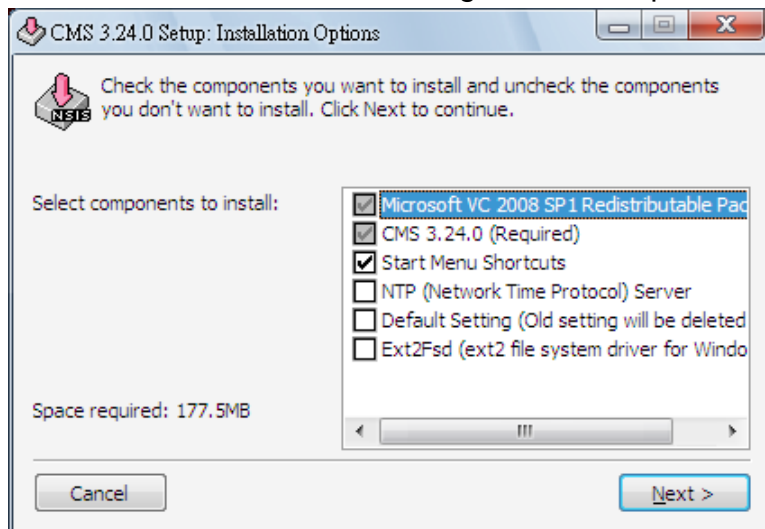 CMS 3.24.0 Setup: Installation Options
Check the components you want to install and uncheck the components
you don't want to install. Click Next to continue.
NSIS
Select components to install:
Microsoft VC 2008 SP1 Redistributable Pac
CMS 3.24.0 (Required)
Start Menu Shortcuts
NTP (Network Time Protocol) Server
Default Setting (Old setting will be deleted
Ext2Fsd (ext2 file system driver for Windo
Space required: 177.5MB
Cancel
Next >